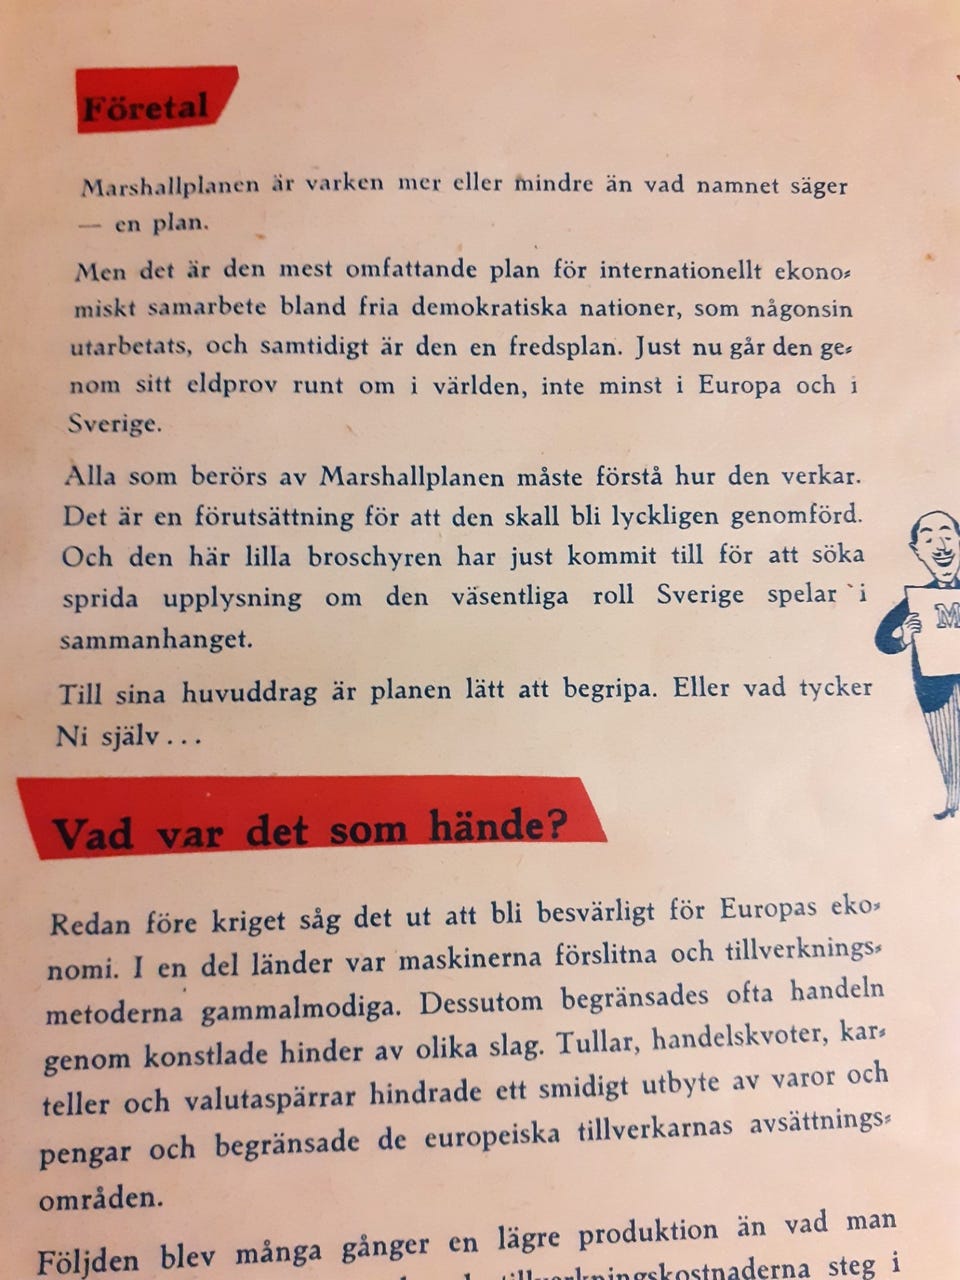 Företal
Marshallplanen är varken mer eller mindre än vad namnet säger
— en plan.
Men det är den mest omfattande plan för internationellt ekono⸗
miskt samarbete bland fria demokratiska nationer, som någonsin
utarbetats, och samtidigt är den en fredsplan. Just nu går den ge⸗
nom sitt eldprov runt om i världen, inte minst i Europa och i
Sverige.
Alla som berörs av Marshallplanen måste förstå hur den verkar.
Det är en förutsättning för att den skall bli lyckligen genomförd.
Och den här lilla broschyren har just kommit till för att söka
sprida upplysning om den väsentliga roll Sverige spelar i
sammanhanget.
Till sina huvuddrag är planen lätt att begripa. Eller vad tycker
Ni själv...
M
Vad var det som hände?
Redan före kriget såg det ut att bli besvärligt för Europas eko⸗
nomi. I en del länder var maskinerna förslitna och tillverknings⸗
metoderna gammalmodiga. Dessutom begränsades ofta handeln
genom konstlade hinder av olika slag. Tullar, handelskvoter, kar⸗
teller och valutaspärrar hindrade ett smidigt utbyte av varor och
pengar och begränsade de europeiska tillverkarnas avsättnings⸗
områden.
Följden blev många gånger en lägre produktion än vad man
tillverkningskostnaderna steg i